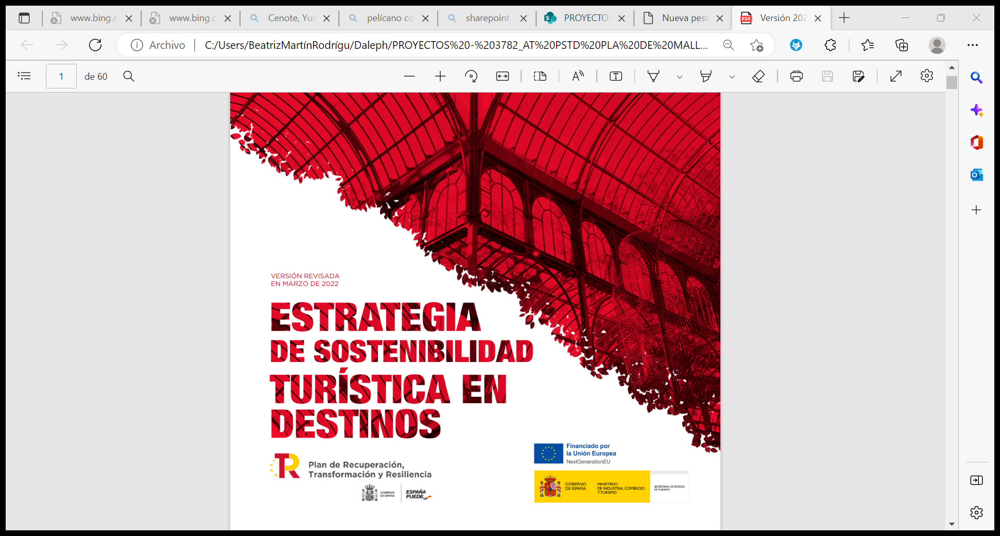 www.bing.c
www.bing.c
Cenote, Yuc
pelícano co
sharepoint
PROYECTOS
Nueva pest
Versión 202
Archivo
C:/Users/BeatrizMartínRodrígu/Daleph/PROYECTOS%20-%203782_AT%20PSTD%20PLA%20DE%20MALL...
1
de 60
VERSIÓN REVISADA
EN MARZO DE 2022
ESTRATEGIA
DE SOSTENIBILIDAD
TURÍSTICA EN
DESTINOS
Plan de Recuperación,
Transformación y Resiliencia
GOBIERNO
DE ESPAÑA
ESPAÑA
PUEDE
Financiado por
la Unión Europea
NextGenerationEU
GOBIERNO
DE ESPAÑA
MINISTERIO
DE INDUSTRIA, COMERCIO
Y TURISMO
SECRETARÍA DE ESTADO
DE TURISMO